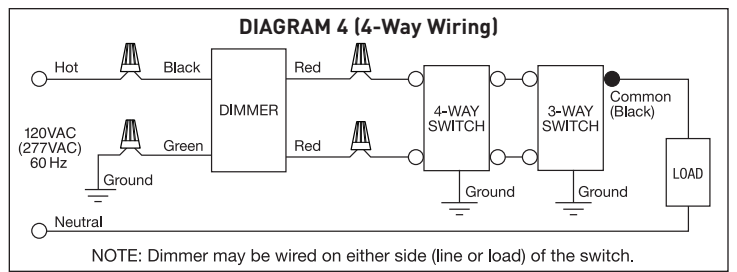 DIAGRAM 4 (4-Way Wiring)
Hot
Black
Red
DIMMER
4-WAY
SWITCH
3-WAY
SWITCH
Common
(Black)
120VAC
(277VAC)
60 Hz
Green
Red
Ground
Ground
Ground
LOAD
Neutral
NOTE: Dimmer may be wired on either side (line or load) of the switch.